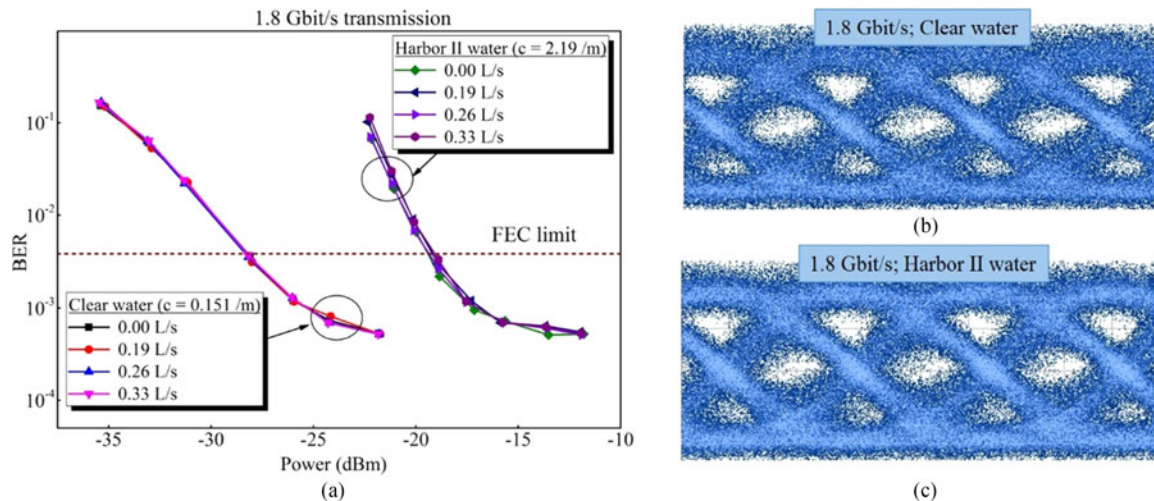 1.8 Gbit/s transmission
BER
10⁻¹
10⁻²
10⁻³
10⁻⁴
Harbor II water (c = 2.19 /m)
0.00 L/s
0.19 L/s
0.26 L/s
0.33 L/s
FEC limit
Clear water (c = 0.151 /m)
0.00 L/s
0.19 L/s
0.26 L/s
0.33 L/s
-35 -30 -25 -20 -15 -10
Power (dBm)
(a)
1.8 Gbit/s; Clear water
(b)
1.8 Gbit/s; Harbor II water
(c)